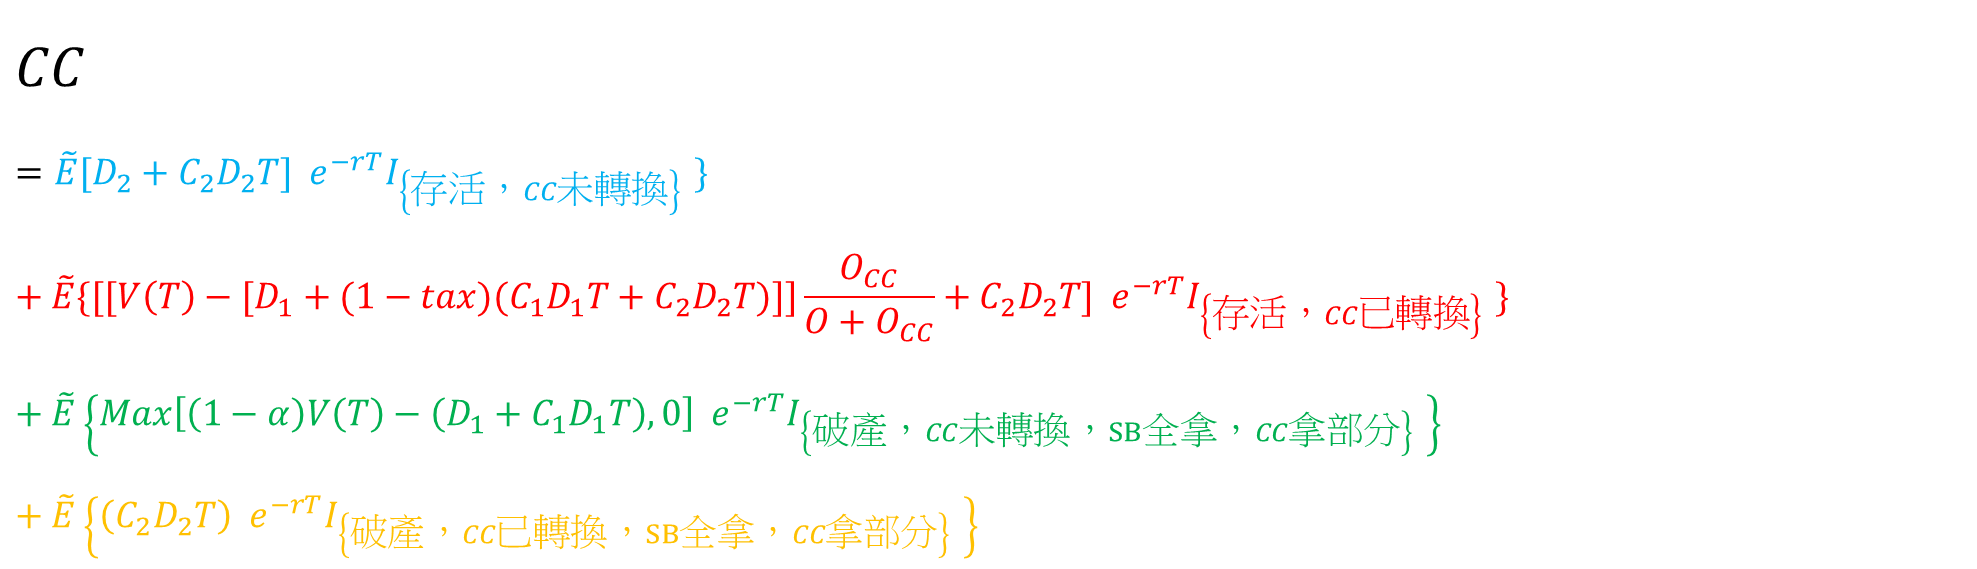 CC
= Ẽ[D₂ + C₂D₂T] e^{-rT} I_{{存活，CC未轉換}} }
+ Ẽ{[[V(T) − [D₁ + (1 − tax)(C₁D₁T + C₂D₂T)]] \frac{O_{CC}}{O + O_{CC}} + C₂D₂T] e^{-rT} I_{{存活，CC已轉換}} }
+ Ẽ {Max[(1 − α)V(T) − (D₁ + C₁D₁T), 0] e^{-rT} I_{{破產，CC未轉換，SB全拿，CC拿部分}} }
+ Ẽ {(C₂D₂T) e^{-rT} I_{{破產，CC已轉換，SB全拿，CC拿部分}} }